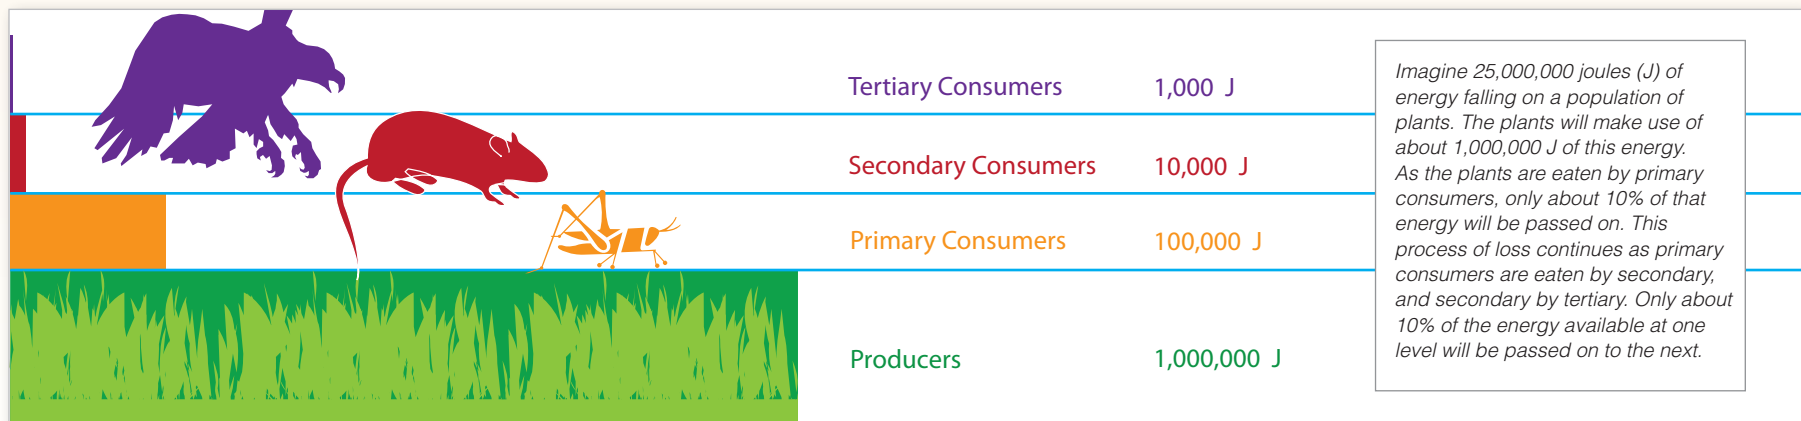 Tertiary Consumers 1,000 J
Secondary Consumers 10,000 J
Primary Consumers 100,000 J
Producers 1,000,000 J
Imagine 25,000,000 joules (J) of
energy falling on a population of
plants. The plants will make use of
about 1,000,000 J of this energy.
As the plants are eaten by primary
consumers, only about 10% of that
energy will be passed on. This
process of loss continues as primary
consumers are eaten by secondary,
and secondary by tertiary. Only about
10% of the energy available at one
level will be passed on to the next.